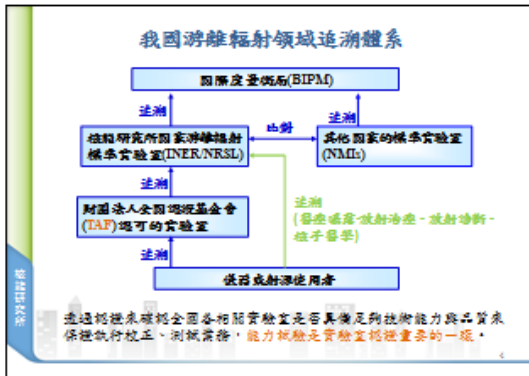 我國游離輻射領域追溯體系
國際度量衡局(BIPM)
追溯
追溯
核能研究所國家游離輻射
標準實驗室(INER/NRSL)
比對
其他國家的標準實驗室
(NMIs)
追溯
財團法人全國認證基金會
(TAF)認可的實驗室
追溯
(醫療曝露-放射治療、放射診斷、
核子醫學)
追溯
儀器或射源使用者
透過認證來確認全國各相關實驗室是否具備足夠技術能力與品質來
保證執行校正、測試業務，能力試驗是實驗室認證重要的一環。